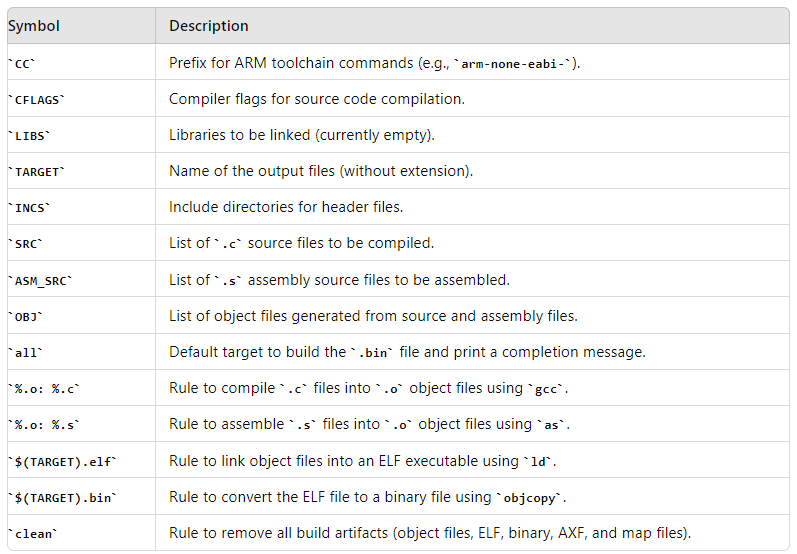 Symbol Description
`CC` Prefix for ARM toolchain commands (e.g., `arm-none-eabi-`).
`CFLAGS` Compiler flags for source code compilation.
`LIBS` Libraries to be linked (currently empty).
`TARGET` Name of the output files (without extension).
`INCS` Include directories for header files.
`SRC` List of `.c` source files to be compiled.
`ASM_SRC` List of `.s` assembly source files to be assembled.
`OBJ` List of object files generated from source and assembly files.
`all` Default target to build the `.bin` file and print a completion message.
`%.o: %.c` Rule to compile `.c` files into `.o` object files using `gcc`.
`%.o: %.s` Rule to assemble `.s` files into `.o` object files using `as`.
`$(TARGET).elf` Rule to link object files into an ELF executable using `ld`.
`$(TARGET).bin` Rule to convert the ELF file to a binary file using `objcopy`.
`clean` Rule to remove all build artifacts (object files, ELF, binary, AXF, and map files).